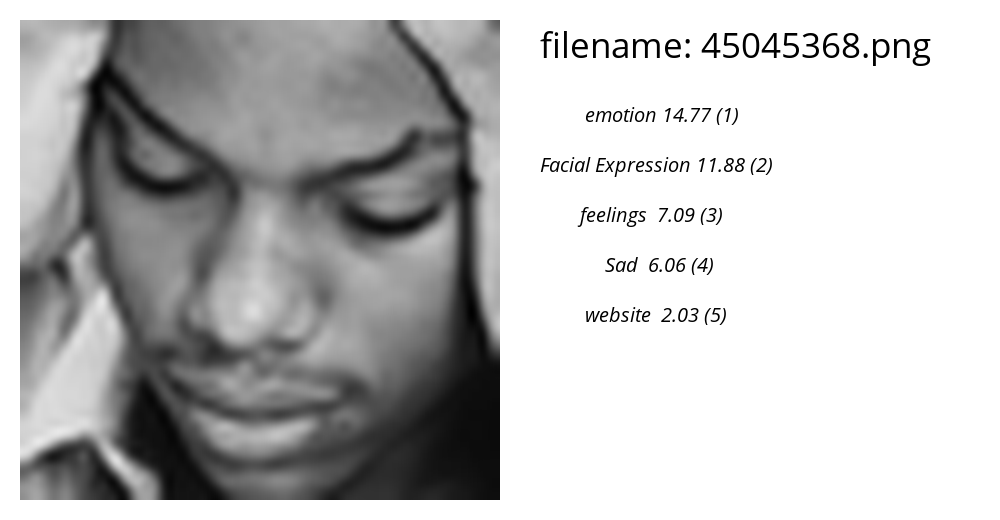 filename: 45045368.png
emotion 14.77 (1)
Facial Expression 11.88 (2)
feelings 7.09 (3)
Sad 6.06 (4)
website 2.03 (5)